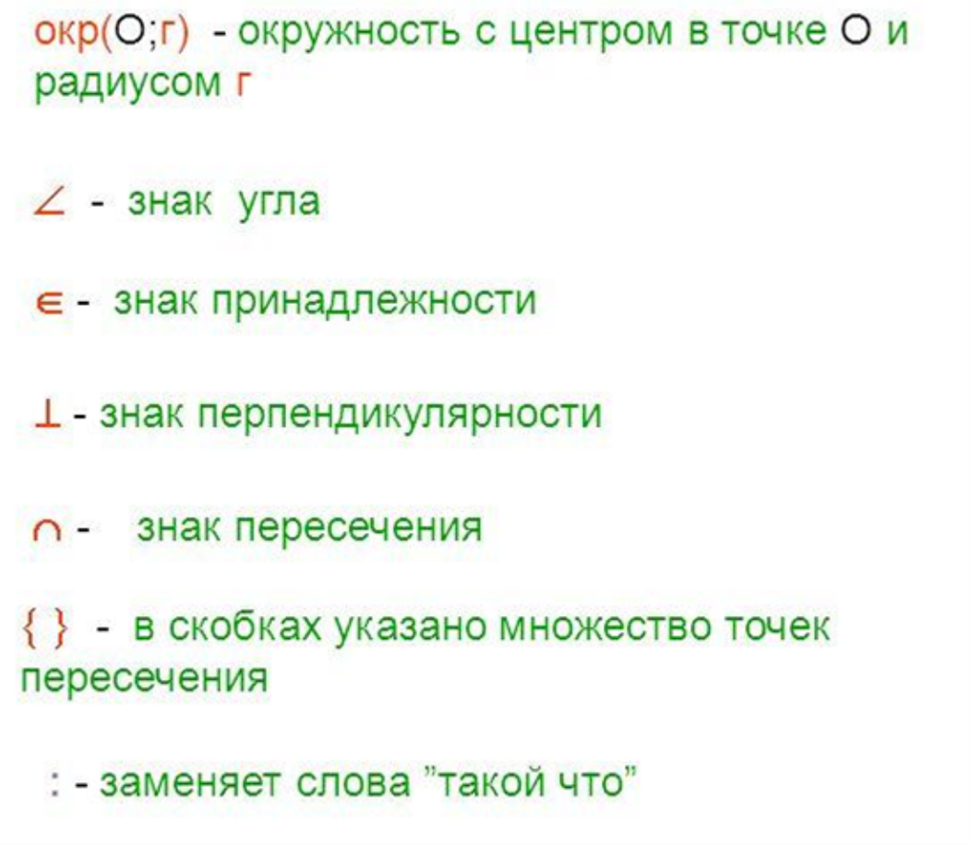 окр(О;г) - окружность с центром в точке О и
радиусом г
∠ - знак угла
∈ - знак принадлежности
⊥ - знак перпендикулярности
∩ - знак пересечения
{ } - в скобках указано множество точек
пересечения
: - заменяет слова ”такой что”